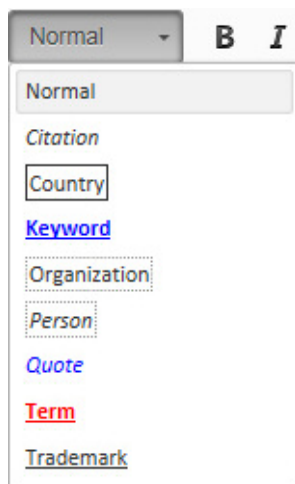 Normal B I
Normal
Citation
Country
Keyword
Organization
Person
Quote
Term
Trademark